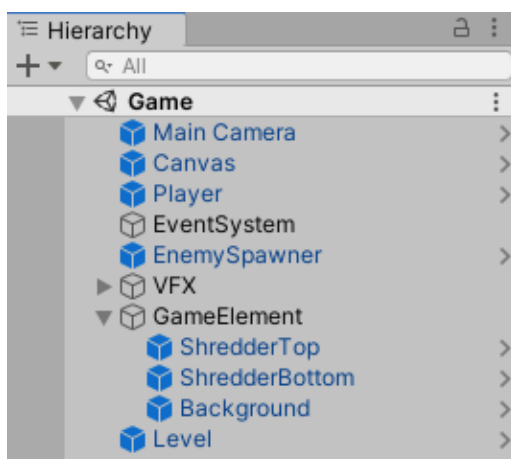 Hierarchy
All
Game
Main Camera
Canvas
Player
EventSystem
EnemySpawner
VFX
GameElement
ShredderTop
ShredderBottom
Background
Level